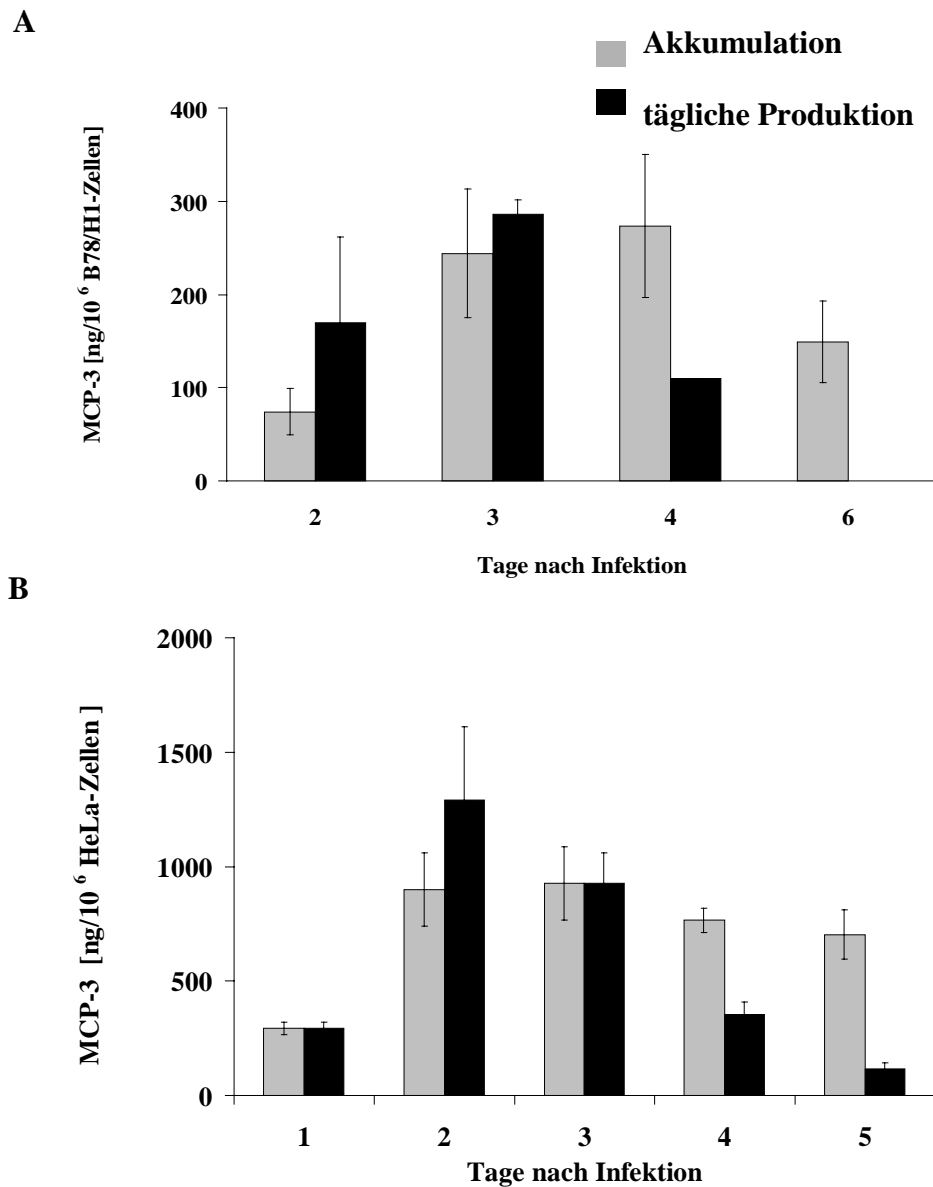 A
Akkumulation
tägliche Produktion
MCP-3 [ng/10 6 B78/H1-Zellen]
400
300
200
100
0
2 3 4 6
Tage nach Infektion
B
MCP-3 [ng/10 6 HeLa-Zellen ]
2000
1500
1000
500
0
1 2 3 4 5
Tage nach Infektion